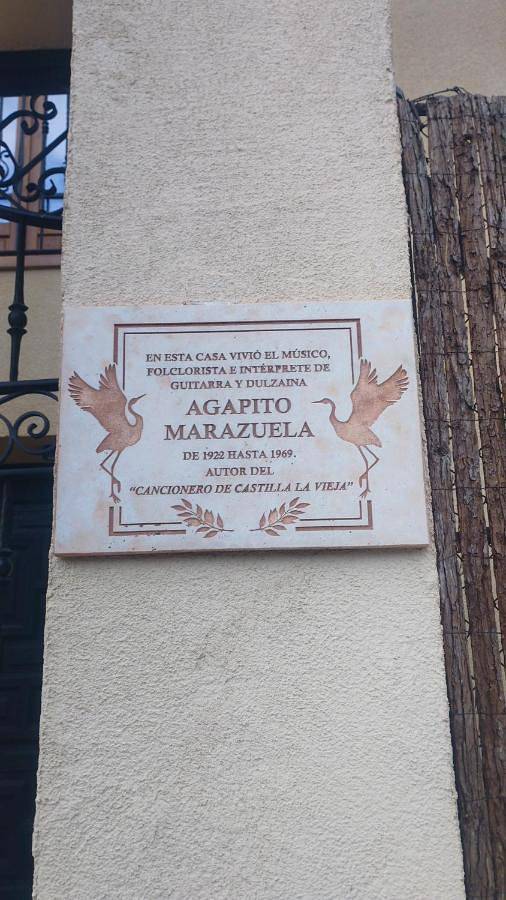 EN ESTA CASA VIVIÓ EL MÚSICO,
FOLCLORISTA E INTÉRPRETE DE
GUITARRA Y DULZAINA
AGAPITO
MARAZUELA
DE 1922 HASTA 1969.
AUTOR DEL
"CANCIONERO DE CASTILLA LA VIEJA"